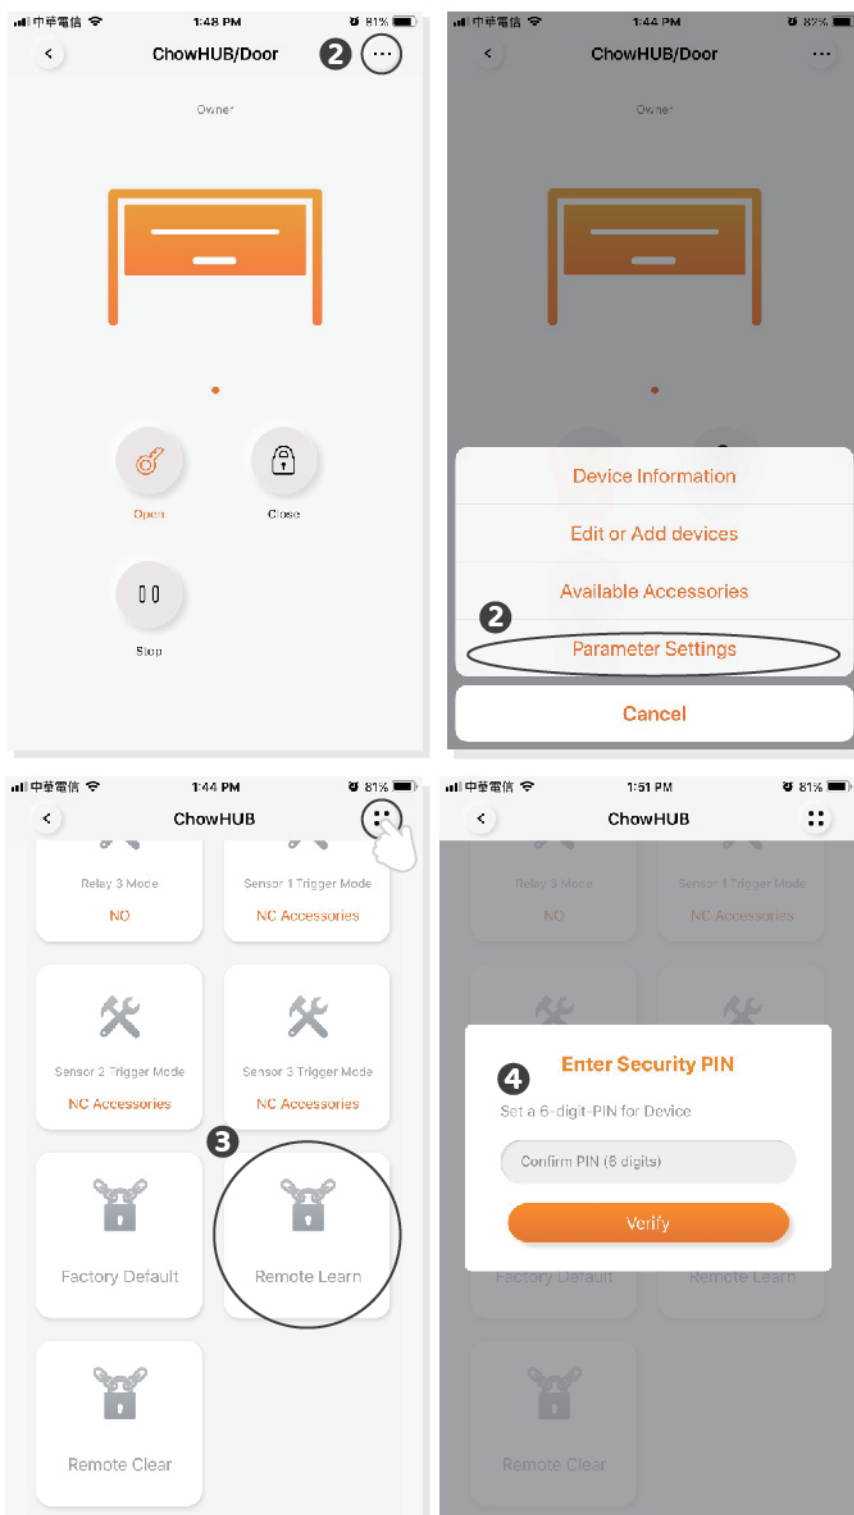 中華電信 1:48 PM 81%
ChowHUB/Door 2 ...
Owner
Open Close
Stop
中華電信 1:44 PM 82%
ChowHUB/Door ...
Owner
Device Information
Edit or Add devices
Available Accessories
2
Parameter Settings
Cancel
中華電信 1:44 PM 81%
ChowHUB
Relay 3 Mode Sensor 1 Trigger Mode
NO NC Accessories
Sensor 2 Trigger Mode Sensor 3 Trigger Mode
NC Accessories NC Accessories
3
Factory Default Remote Learn
Remote Clear
中華電信 1:51 PM 81%
ChowHUB
Relay 3 Mode Sensor 1 Trigger Mode
NO NC Accessories
4 Enter Security PIN
Set a 6-digit-PIN for Device
Confirm PIN (6 digits)
Verify
Factory Default Remote Learn
Remote Clear